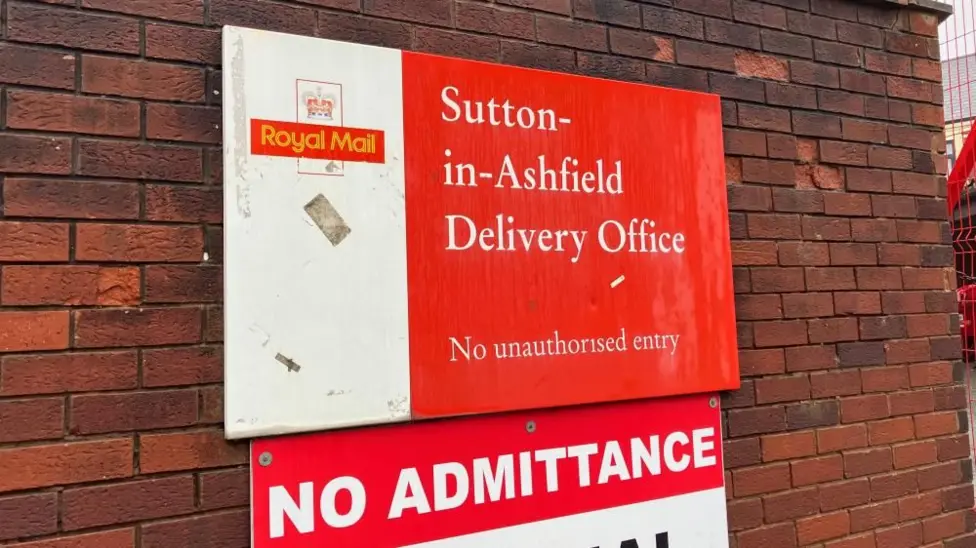 Royal Mail
Sutton-
in-Ashfield
Delivery Office
No unauthorised entry
NO ADMITTANCE